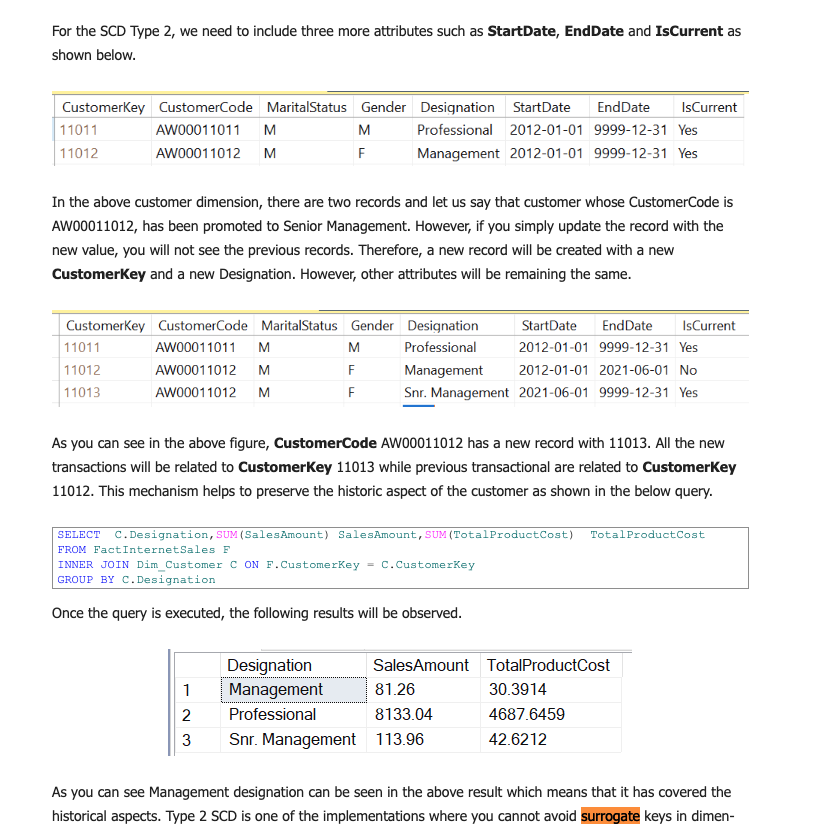 For the SCD Type 2, we need to include three more attributes such as StartDate, EndDate and IsCurrent as
shown below.
CustomerKey CustomerCode MaritalStatus Gender Designation StartDate EndDate IsCurrent
11011 AW00011011 M M Professional 2012-01-01 9999-12-31 Yes
11012 AW00011012 M F Management 2012-01-01 9999-12-31 Yes
In the above customer dimension, there are two records and let us say that customer whose CustomerCode is
AW00011012, has been promoted to Senior Management. However, if you simply update the record with the
new value, you will not see the previous records. Therefore, a new record will be created with a new
CustomerKey and a new Designation. However, other attributes will be remaining the same.
CustomerKey CustomerCode MaritalStatus Gender Designation StartDate EndDate IsCurrent
11011 AW00011011 M M Professional 2012-01-01 9999-12-31 Yes
11012 AW00011012 M F Management 2012-01-01 2021-06-01 No
11013 AW00011012 M F Snr. Management 2021-06-01 9999-12-31 Yes
As you can see in the above figure, CustomerCode AW00011012 has a new record with 11013. All the new
transactions will be related to CustomerKey 11013 while previous transactional are related to CustomerKey
11012. This mechanism helps to preserve the historic aspect of the customer as shown in the below query.
SELECT C.Designation,SUM(SalesAmount) SalesAmount,SUM(TotalProductCost) TotalProductCost
FROM FactInternetSales F
INNER JOIN Dim_Customer C ON F.CustomerKey = C.CustomerKey
GROUP BY C.Designation
Once the query is executed, the following results will be observed.
Designation SalesAmount TotalProductCost
1 Management 81.26 30.3914
2 Professional 8133.04 4687.6459
3 Snr. Management 113.96 42.6212
As you can see Management designation can be seen in the above result which means that it has covered the
historical aspects. Type 2 SCD is one of the implementations where you cannot avoid surrogate keys in dimen-